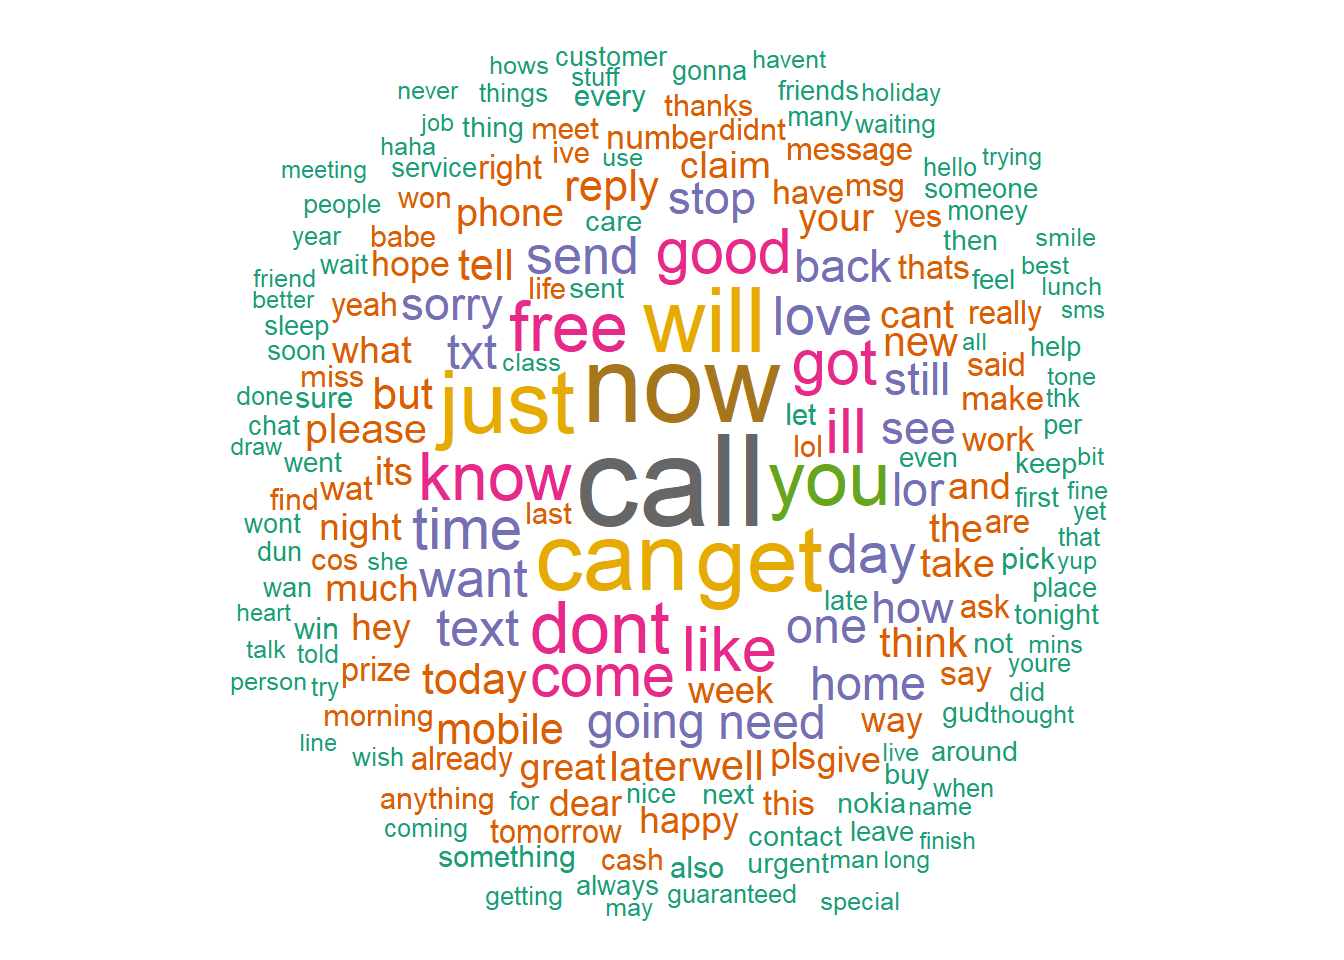 hows customer havent
stuff gonna
never things every friends holiday
thanks
job thing meet number didnt many waiting
haha ive use message
meeting service right claim hello trying
people won reply stop have msg someone
phone care your yes money
year babe then smile
wait hope tell send good back thats feel best
friend life sent lunch
better yeah sorry free will love cant really sms
sleep
soon what txt class got new all help
miss still said
done sure but just now make thk tone
chat let
draw please lol ill see work per
went its know call you even keep bit
find wat lor and first fine
wont night time last the are yet
that
dun cos she can get day take pick yup
wan much want late place
heart how ask tonight
win hey text dont like one think not mins
talk told youre
person try prize today come week home say did
morning mobile going need way gud thought
line
wish already great later well pls give live around
buy
anything for dear nice next this nokia name when
coming tomorrow happy contact leave finish
something cash also urgent man long
getting always guaranteed
may special